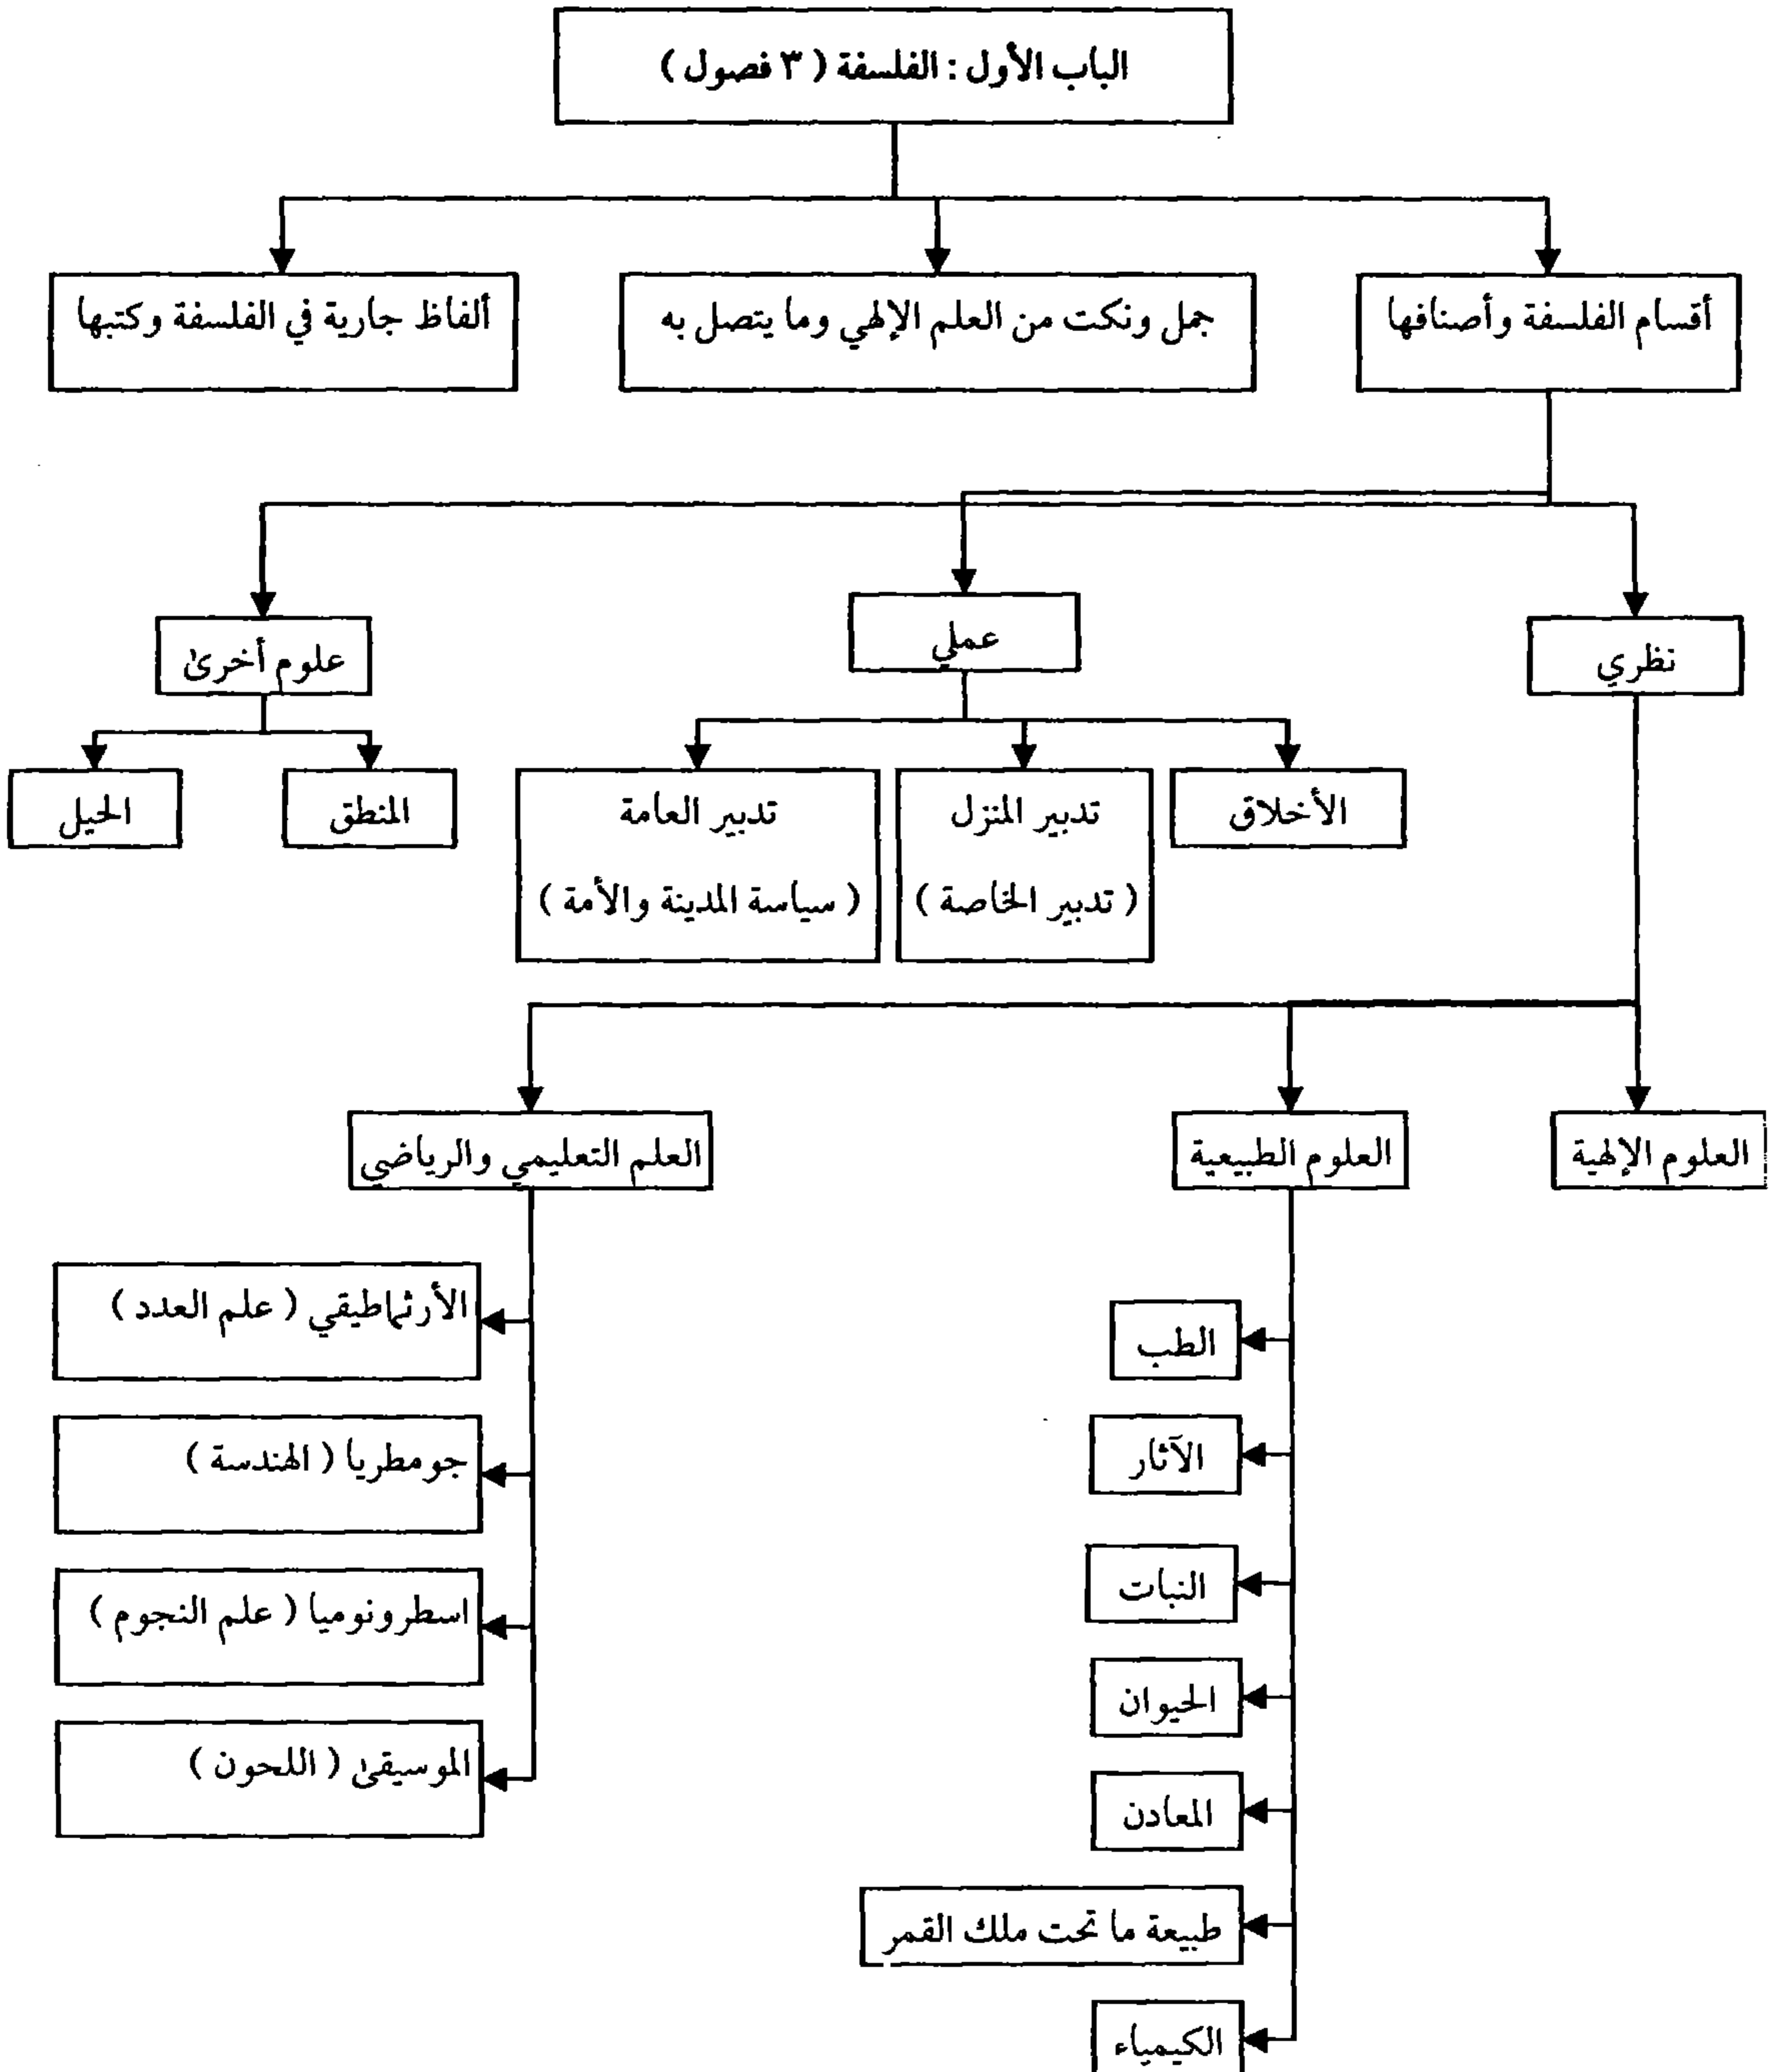 الباب الأول : الفلسفة ( ٣ فصول )
أقسام الفلسفة وأصنافها
جمل ونكت من العلم الإلهي وما يتصل به
ألفاظ جارية في الفلسفة وكتبها
نظري
عملي
علوم أخرىٰ
الأخلاق
تدبير المنزل
( تدبير الخاصة )
تدبير العامة
( سياسة المدينة والأمة )
المنطق
الحيل
العلوم الإلهية
العلوم الطبيعية
العلم التعليمي والرياضي
الطب
الآثار
النبات
الحيوان
المعادن
طبيعة ما تحت ملك القمر
الكيمياء
الأرثماطيقي ( علم العدد )
جومطريا ( الهندسة )
اسطرونوميا ( علم النجوم )
الموسيقىٰ ( اللحون )